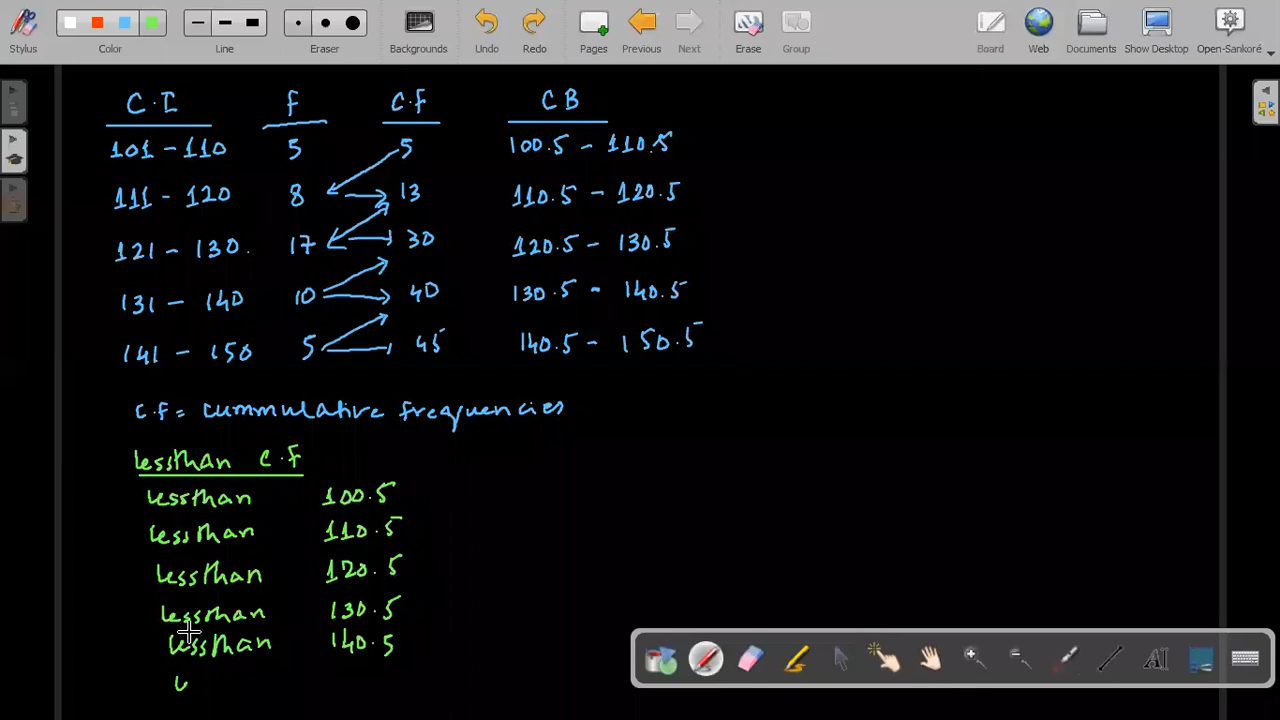 Stylus Color Line Eraser Backgrounds Undo Redo Pages Previous Next Erase Group Board Web Documents Show Desktop Open-Sankoré
C.I F C.F CB
101 - 110 5 5 100.5 - 110.5
111 - 120 8 13 110.5 - 120.5
121 - 130. 17 30 120.5 - 130.5
131 - 140 10 40 130.5 - 140.5
141 - 150 5 45 140.5 - 150.5
C.F = cummulative frequencies
lessthan C.F
lessthan 100.5
lessthan 110.5
lessthan 120.5
lessthan 130.5
lessthan 140.5